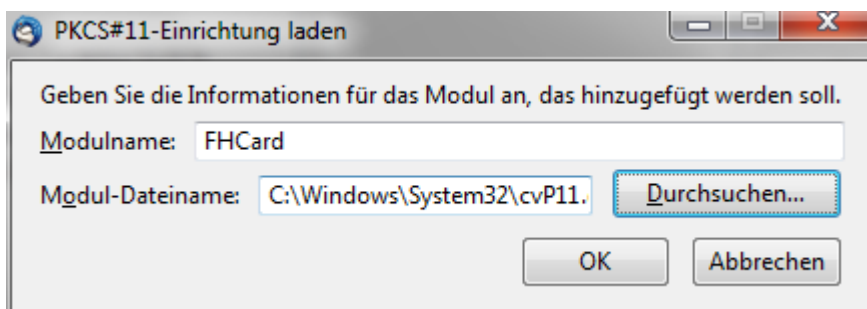 PKCS#11-Einrichtung laden
Geben Sie die Informationen für das Modul an, das hinzugefügt werden soll.
Modulname: FHCard
Modul-Dateiname: C:\Windows\System32\cvP11. Durchsuchen...
OK Abbrechen